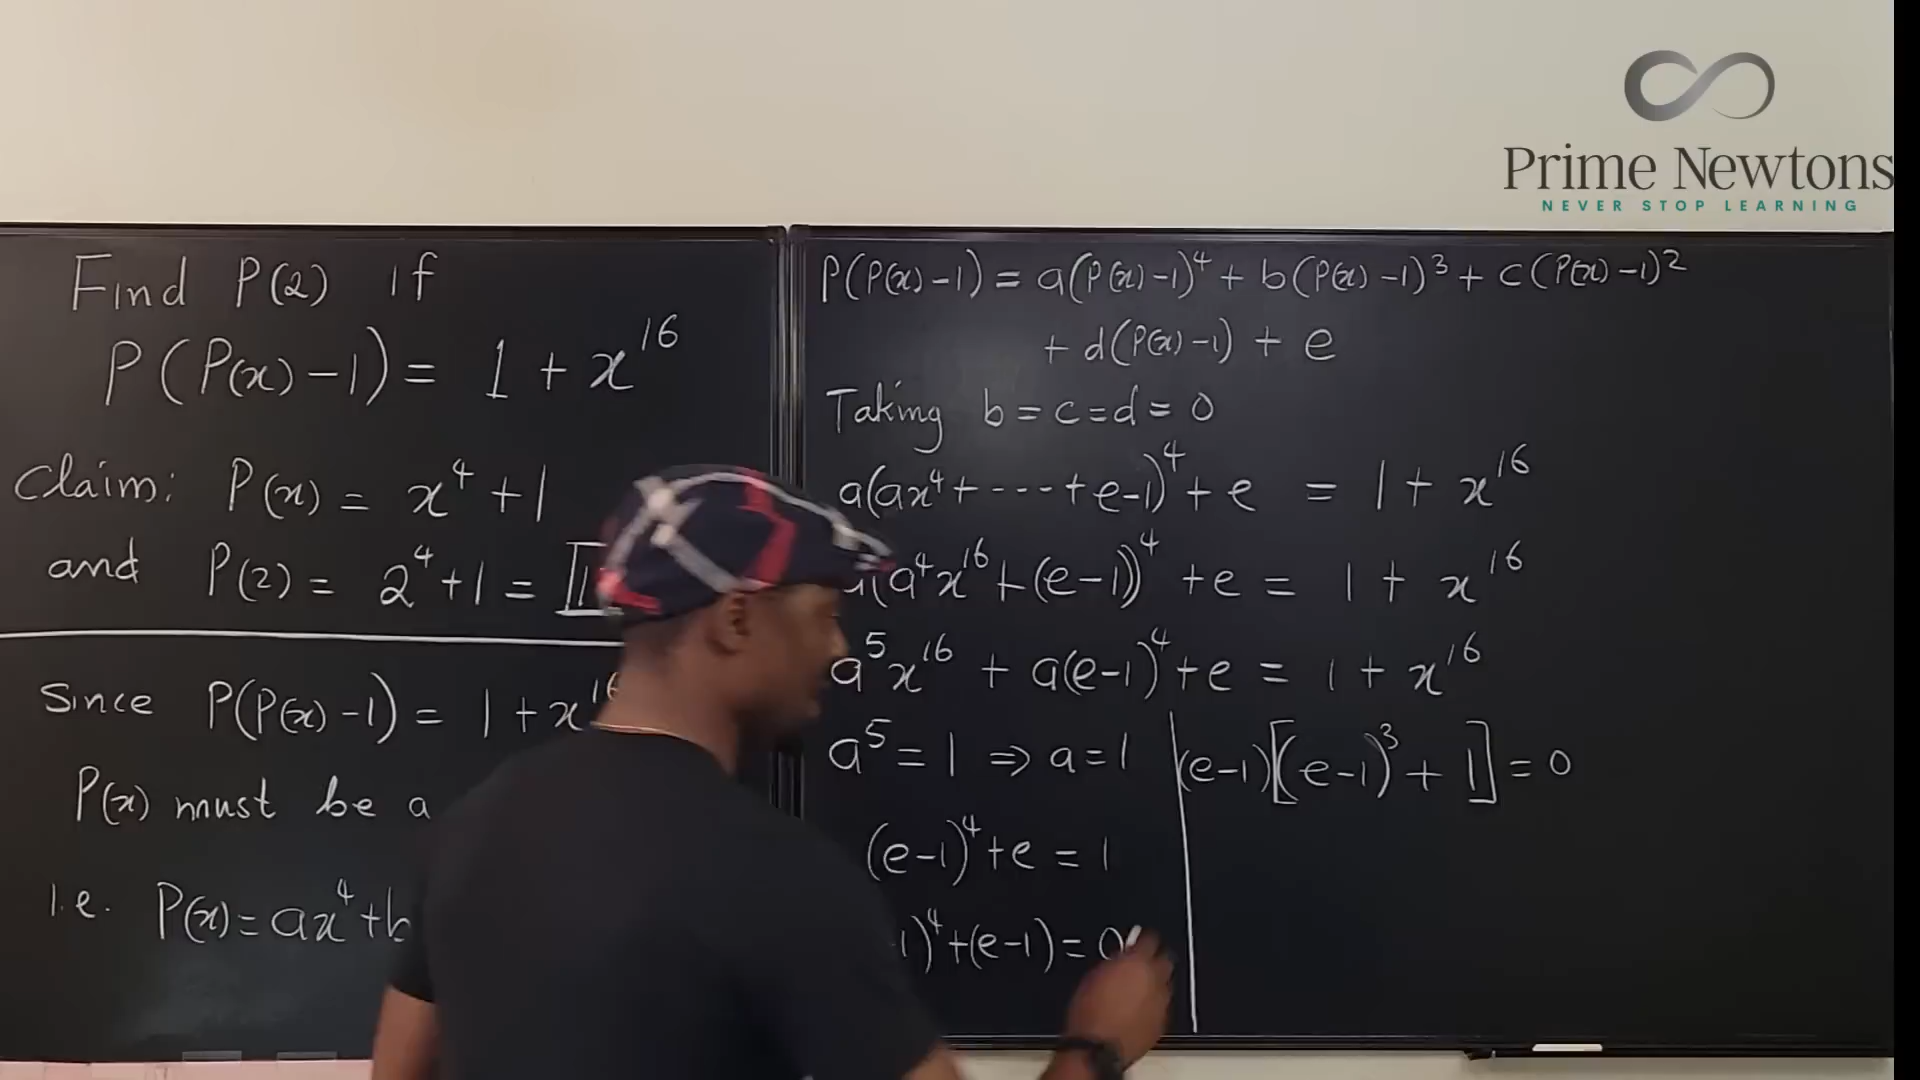 Prime Newtons
NEVER STOP LEARNING
Find P(2) if
P(P(x)-1) = 1 + x^16
Claim: P(x) = x^4 + 1
and P(2) = 2^4 + 1 =
Since P(P(x)-1) = 1 + x^16
P(x) must be a
i.e. P(x) = ax^4 + b
P(P(x)-1) = a(P(x)-1)^4 + b(P(x)-1)^3 + c(P(x)-1)^2
+ d(P(x)-1) + e
Taking b = c = d = 0
a(ax^4 + --- + e-1)^4 + e = 1 + x^16
(a^4x^16 + (e-1))^4 + e = 1 + x^16
a^5x^16 + a(e-1)^4 + e = 1 + x^16
a^5 = 1 ⇒ a = 1
(e-1)^4 + e = 1
1)^4 + (e-1) = 0
(e-1)[(e-1)^3 + 1] = 0